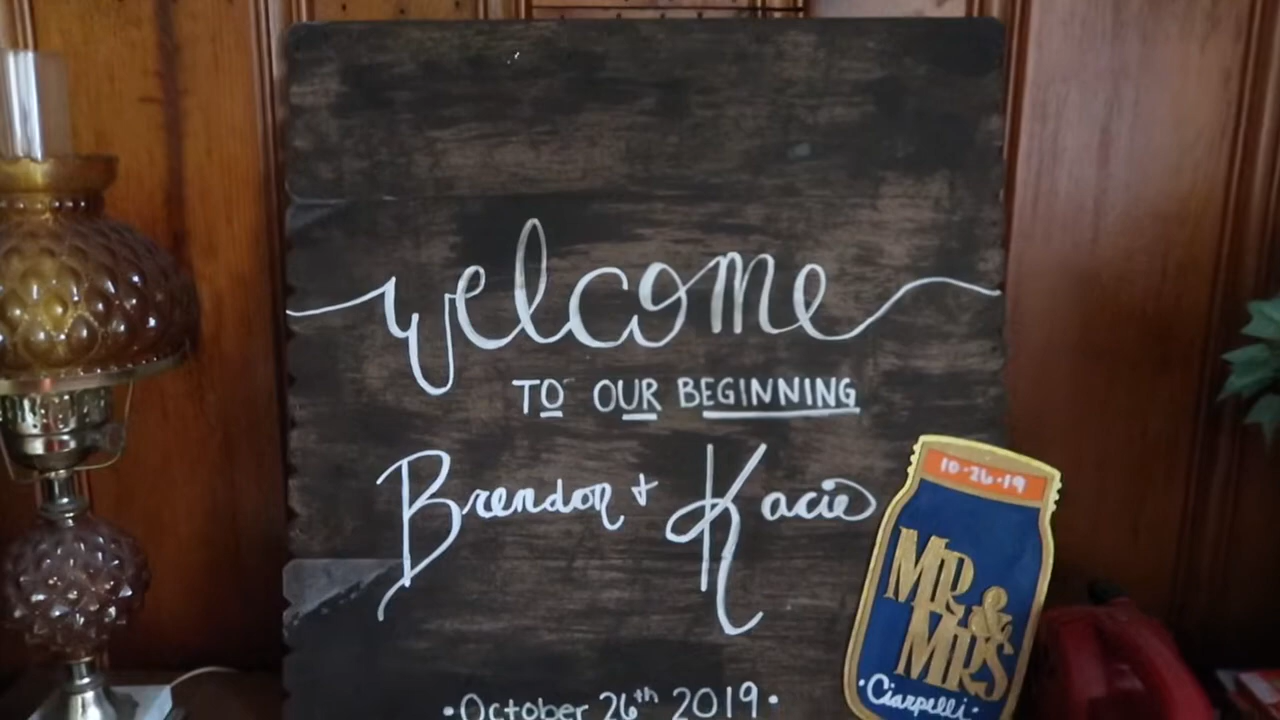 welcome
TO OUR BEGINNING
Brendon + Kacie
·October 26th 2019·
10·26·19
MR &
MRS
·Ciarpelli·